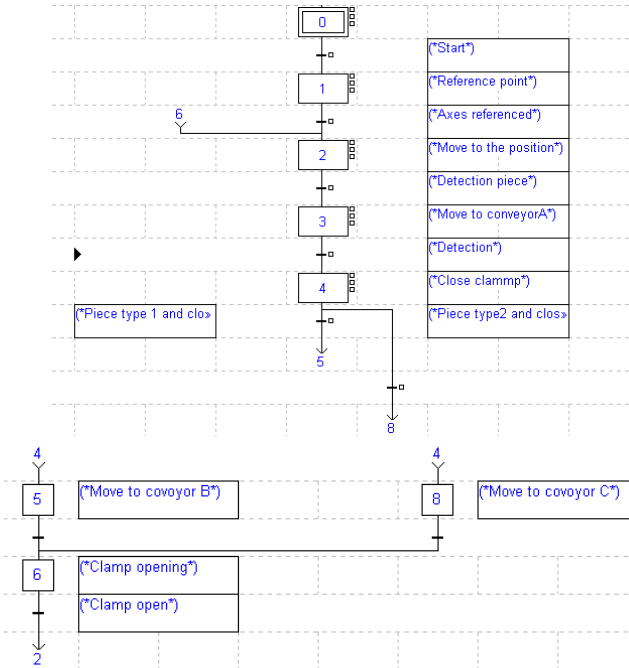 0
(*Start*)
1
(*Reference point*)
6
(*Axes referenced*)
2
(*Move to the position*)
(*Detection piece*)
3
(*Move to conveyorA*)
(*Detection*)
4
(*Close clammp*)
(*Piece type 1 and clo»
(*Piece type2 and clos»
5
8
4
4
5
(*Move to covoyor B*)
8
(*Move to covoyor C*)
6
(*Clamp opening*)
(*Clamp open*)
2